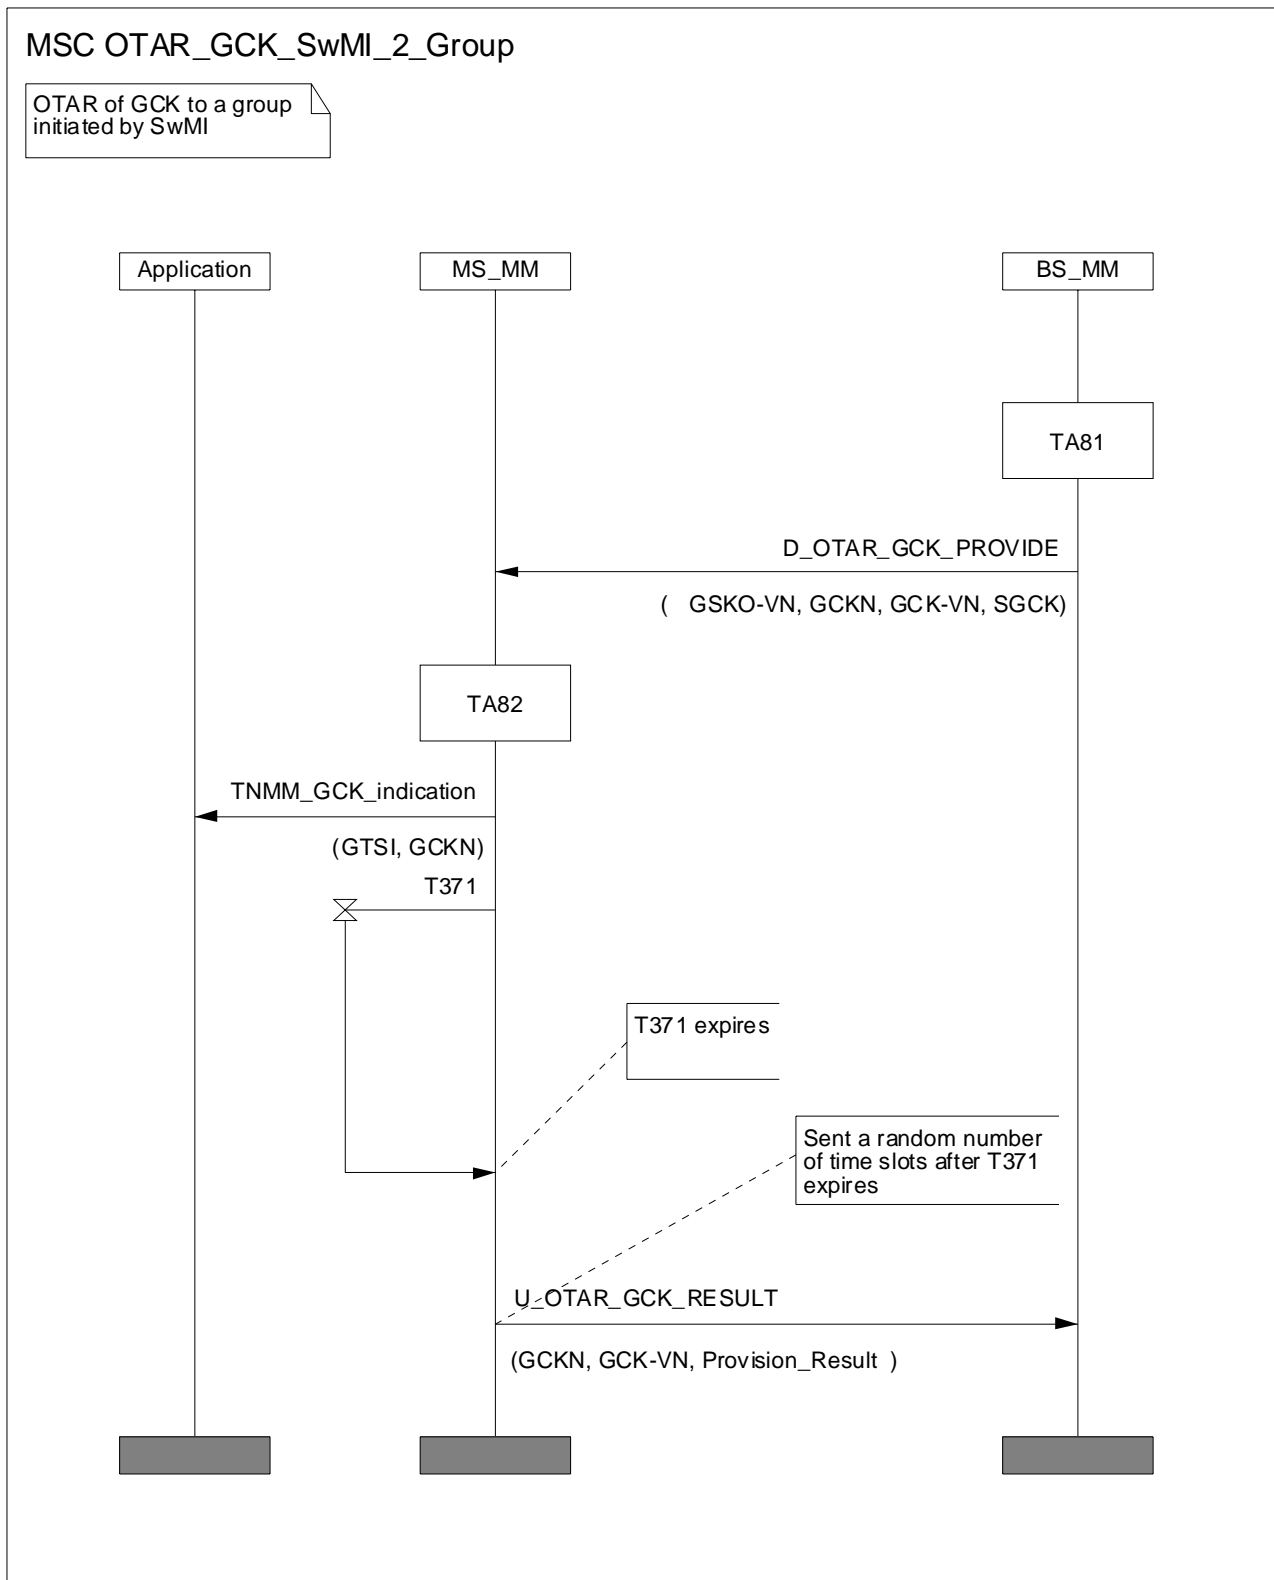 MSC OTAR_GCK_SwMI_2_Group
OTAR of GCK to a group
initiated by SwMI
Application
MS_MM
BS_MM
TA81
D_OTAR_GCK_PROVIDE
( GSKO-VN, GCKN, GCK-VN, SGCK)
TA82
TNMM_GCK_indication
(GTSI, GCKN)
T371
T371 expires
Sent a random number
of time slots after T371
expires
U_OTAR_GCK_RESULT
(GCKN, GCK-VN, Provision_Result )